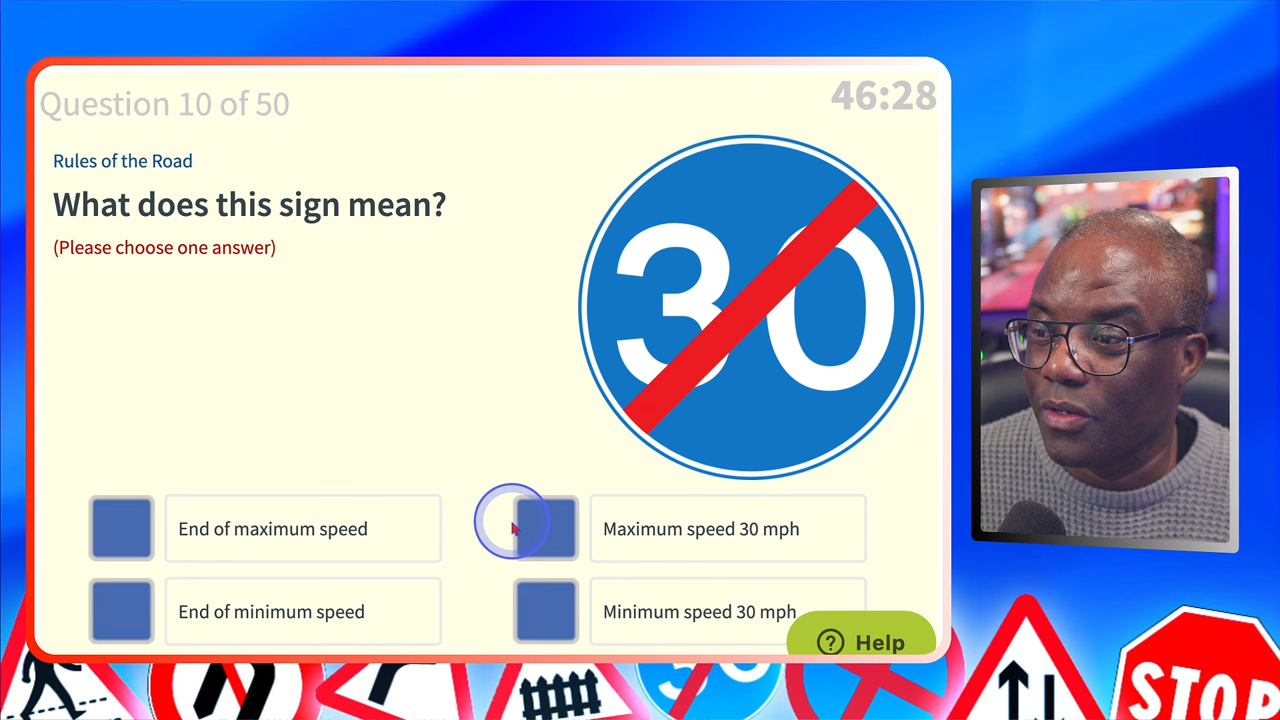 Question 10 of 50
46:28
Rules of the Road
What does this sign mean?
(Please choose one answer)
30
End of maximum speed
Maximum speed 30 mph
End of minimum speed
Minimum speed 30 mph
Help
30
STOP